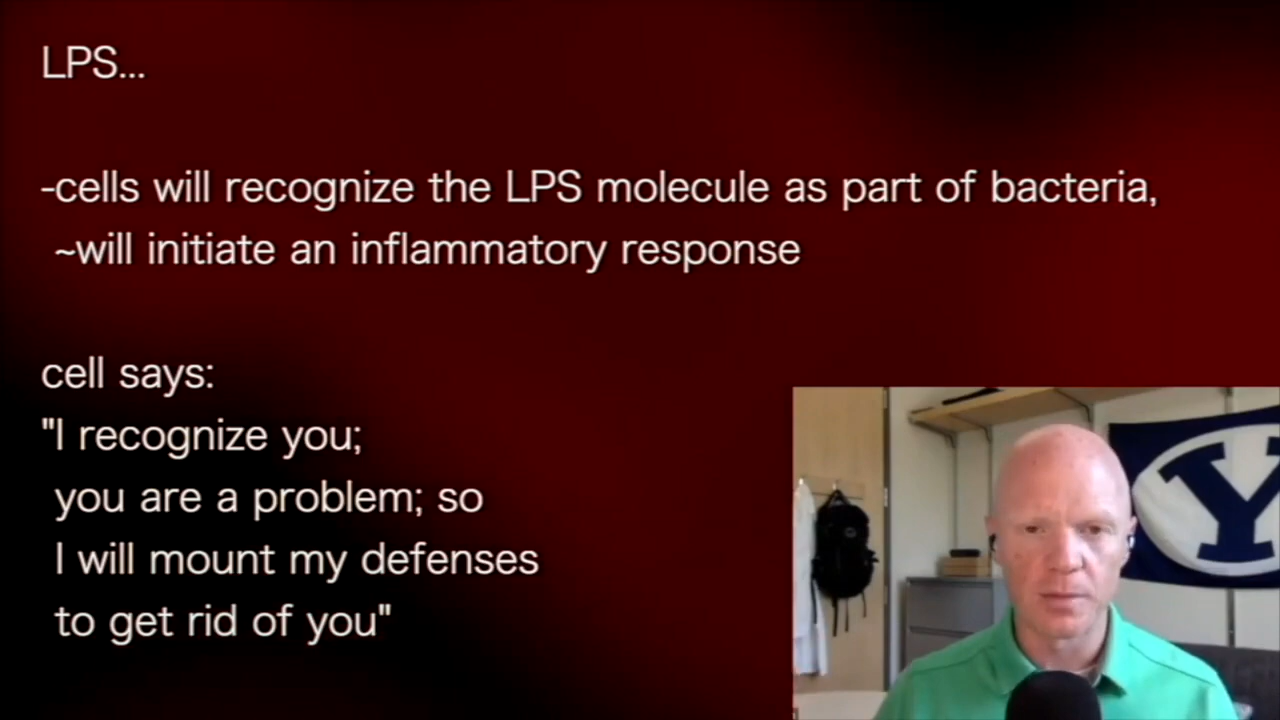 LPS...
-cells will recognize the LPS molecule as part of bacteria,
~will initiate an inflammatory response
cell says:
"I recognize you;
you are a problem; so
I will mount my defenses
to get rid of you"
Y